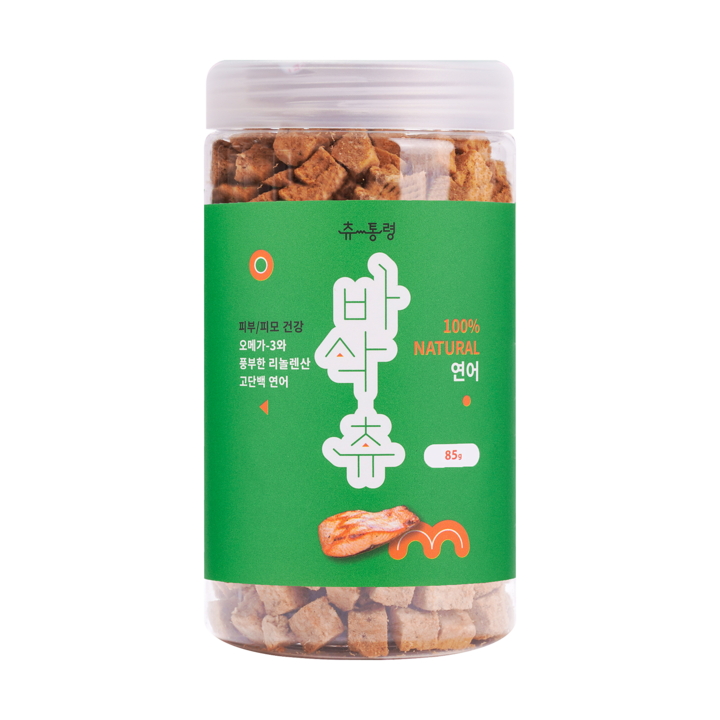 츄통령
바삭츄
피부/피모 건강
오메가-3와
풍부한 리놀렌산
고단백 연어
100%
NATURAL
연어
85g